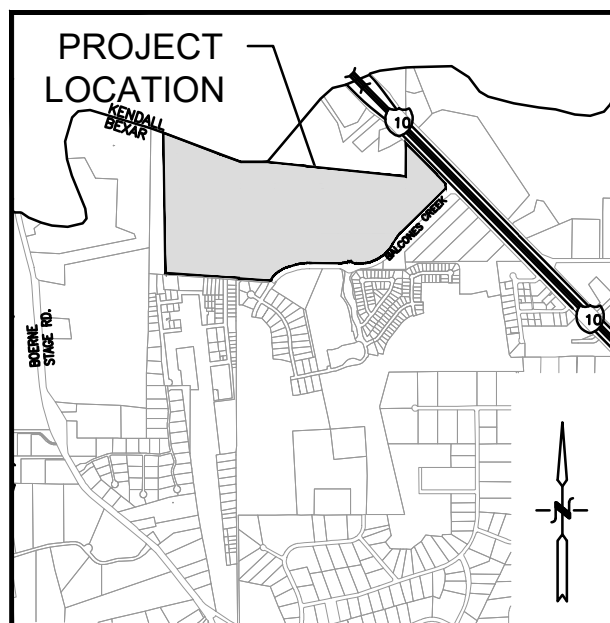 PROJECT
LOCATION
KENDALL
BEXAR
10
BALCONES CREEK
BOERNE
STAGE RD.
10
N